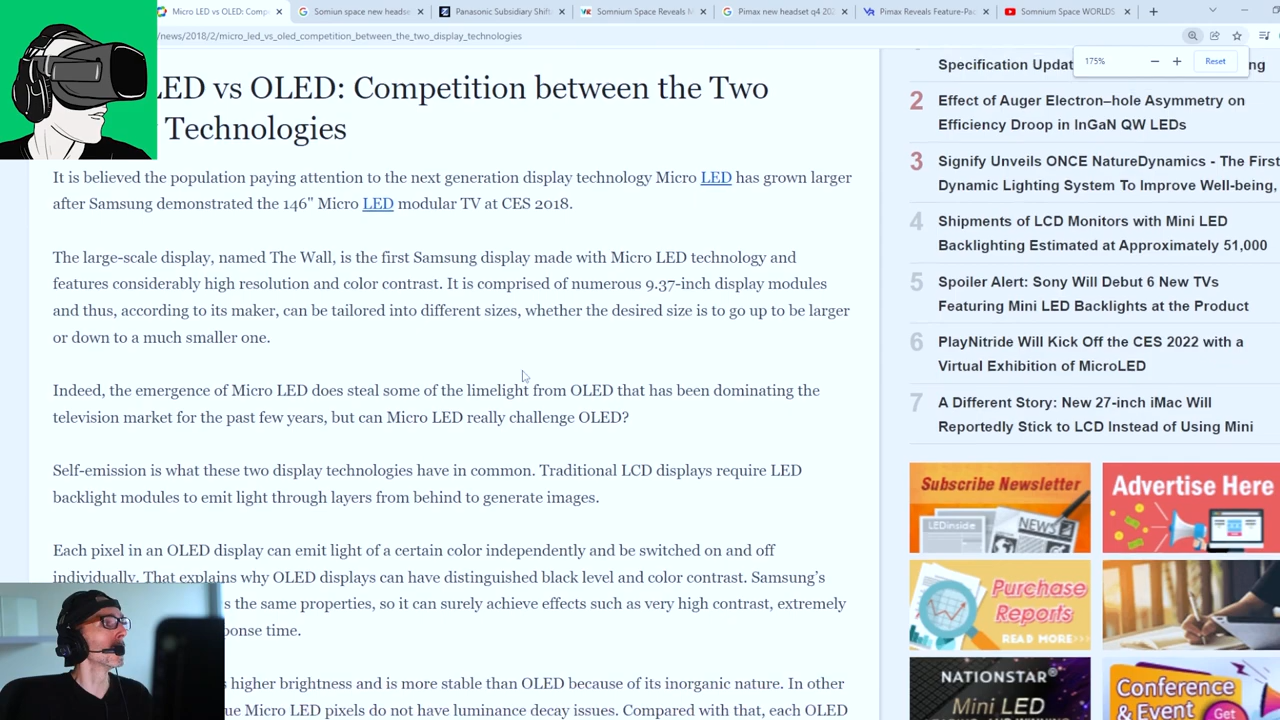 Micro LED vs OLED: Comp
Somiun space new heads
Panasonic Subsidiary Shift
Somnium Space Reveals M
Pimax new headset q4 202
Pimax Reveals Feature-Pac
Somnium Space WORLDS
/news/2018/2/micro_led_vs_oled_competition_between_the_two_display_technologies
175%
Reset
LED vs OLED: Competition between the Two
Technologies
It is believed the population paying attention to the next generation display technology Micro LED has grown larger
after Samsung demonstrated the 146" Micro LED modular TV at CES 2018.
The large-scale display, named The Wall, is the first Samsung display made with Micro LED technology and
features considerably high resolution and color contrast. It is comprised of numerous 9.37-inch display modules
and thus, according to its maker, can be tailored into different sizes, whether the desired size is to go up to be larger
or down to a much smaller one.
Indeed, the emergence of Micro LED does steal some of the limelight from OLED that has been dominating the
television market for the past few years, but can Micro LED really challenge OLED?
Self-emission is what these two display technologies have in common. Traditional LCD displays require LED
backlight modules to emit light through layers from behind to generate images.
Each pixel in an OLED display can emit light of a certain color independently and be switched on and off
individually. That explains why OLED displays can have distinguished black level and color contrast. Samsung's
s the same properties, so it can surely achieve effects such as very high contrast, extremely
ponse time.
s higher brightness and is more stable than OLED because of its inorganic nature. In other
ue Micro LED pixels do not have luminance decay issues. Compared with that, each OLED
Specification Updat
ng
2 Effect of Auger Electron–hole Asymmetry on
Efficiency Droop in InGaN QW LEDs
3 Signify Unveils ONCE NatureDynamics - The First
Dynamic Lighting System To Improve Well-being,
4 Shipments of LCD Monitors with Mini LED
Backlighting Estimated at Approximately 51,000
5 Spoiler Alert: Sony Will Debut 6 New TVs
Featuring Mini LED Backlights at the Product
6 PlayNitride Will Kick Off the CES 2022 with a
Virtual Exhibition of MicroLED
7 A Different Story: New 27-inch iMac Will
Reportedly Stick to LCD Instead of Using Mini
Subscribe Newsletter
LEDinside
NEWS
Advertise Here
Purchase
Reports
READ MORE
NATIONSTAR®
Mini LED
Conference
& Event
Get